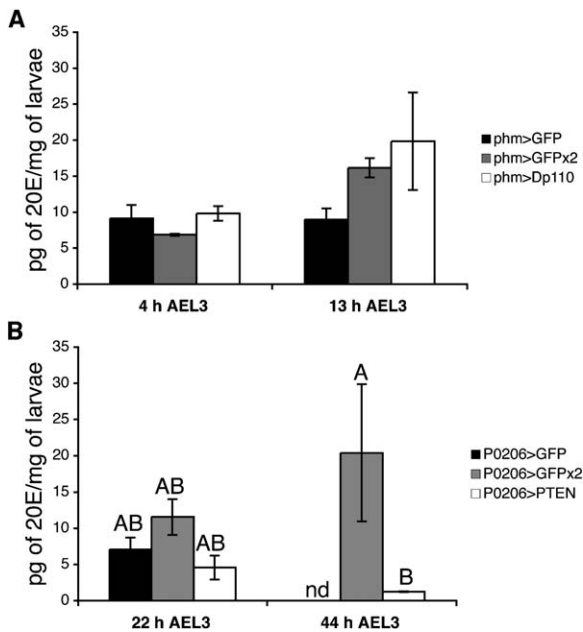 A
pg of 20E/mg of larvae
35
30
25
20
15
10
5
0
4 h AEL3
13 h AEL3
phm>GFP
phm>GFPx2
phm>Dp110
B
pg of 20E/mg of larvae
35
30
25
20
15
10
5
0
AB
AB
AB
nd
A
B
22 h AEL3
44 h AEL3
P0206>GFP
P0206>GFPx2
P0206>PTEN